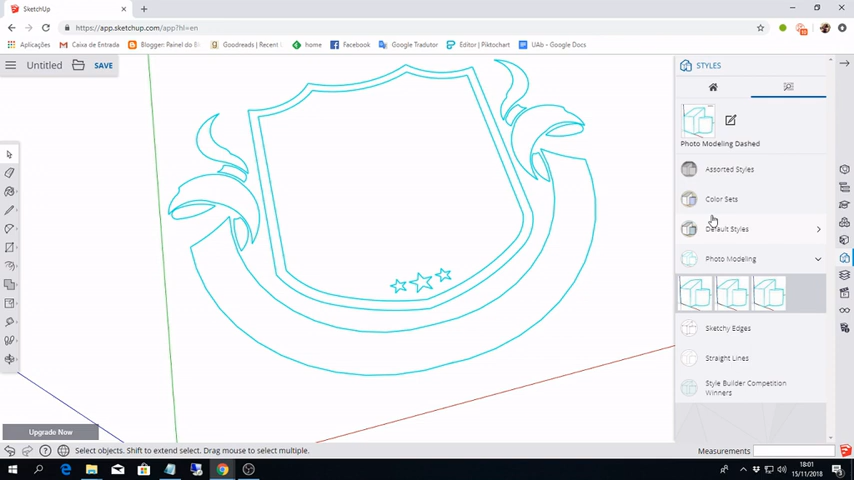 SketchUp
https://app.sketchup.com/app?hl=en
Aplicações
Caixa de Entrada
Blogger: Painel do E
Goodreads | Recent
home
Facebook
Google Tradutor
Editor | Piktochart
UAb - Google Docs
Untitled
SAVE
STYLES
Photo Modeling Dashed
Assorted Styles
Color Sets
Default Styles
Photo Modeling
Sketchy Edges
Straight Lines
Style Builder Competition
Winners
Upgrade Now
Select objects. Shift to extend select. Drag mouse to select multiple.
Measurements
18:01
15/11/2018